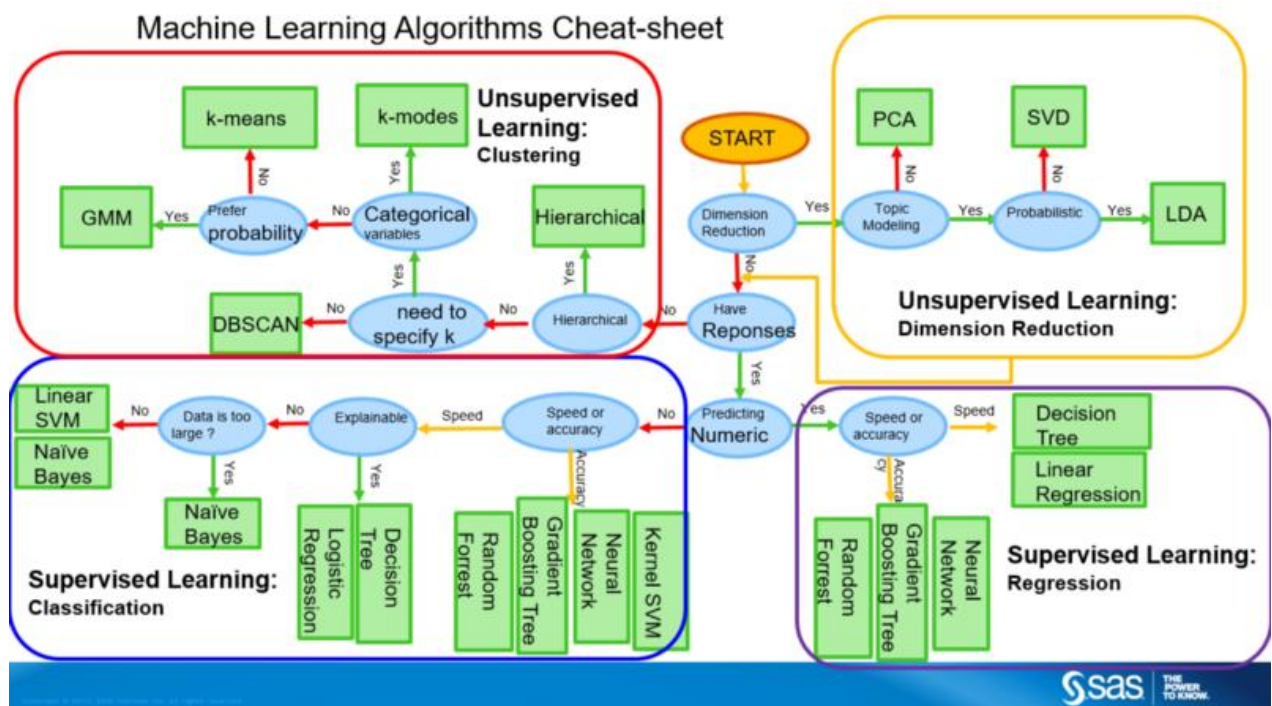 Machine Learning Algorithms Cheat-sheet
k-means
k-modes
Unsupervised
Learning:
Clustering
No
Yes
GMM
Yes
Prefer
probability
No
Categorical
variables
Hierarchical
Yes
Yes
DBSCAN
No
need to
specify k
No
Hierarchical
No
START
Dimension
Reduction
Yes
No
Have
Reponses
Yes
PCA
SVD
No
No
Topic
Modeling
Yes
Probabilistic
Yes
LDA
Unsupervised Learning:
Dimension Reduction
Linear
SVM
Naïve
Bayes
No
Data is too
large ?
No
Explainable
Speed
Speed or
accuracy
No
Predicting
Numeric
Yes
Yes
Yes
Accuracy
Naïve
Bayes
Logistic
Regression
Decision
Tree
Random
Forrest
Gradient
Boosting Tree
Neural
Network
Kernel SVM
Supervised Learning:
Classification
Speed or
accuracy
Speed
Decision
Tree
Linear
Regression
Accura
cy
Random
Forrest
Gradient
Boosting Tree
Neural
Network
Supervised Learning:
Regression
sas
THE
POWER
TO KNOW.